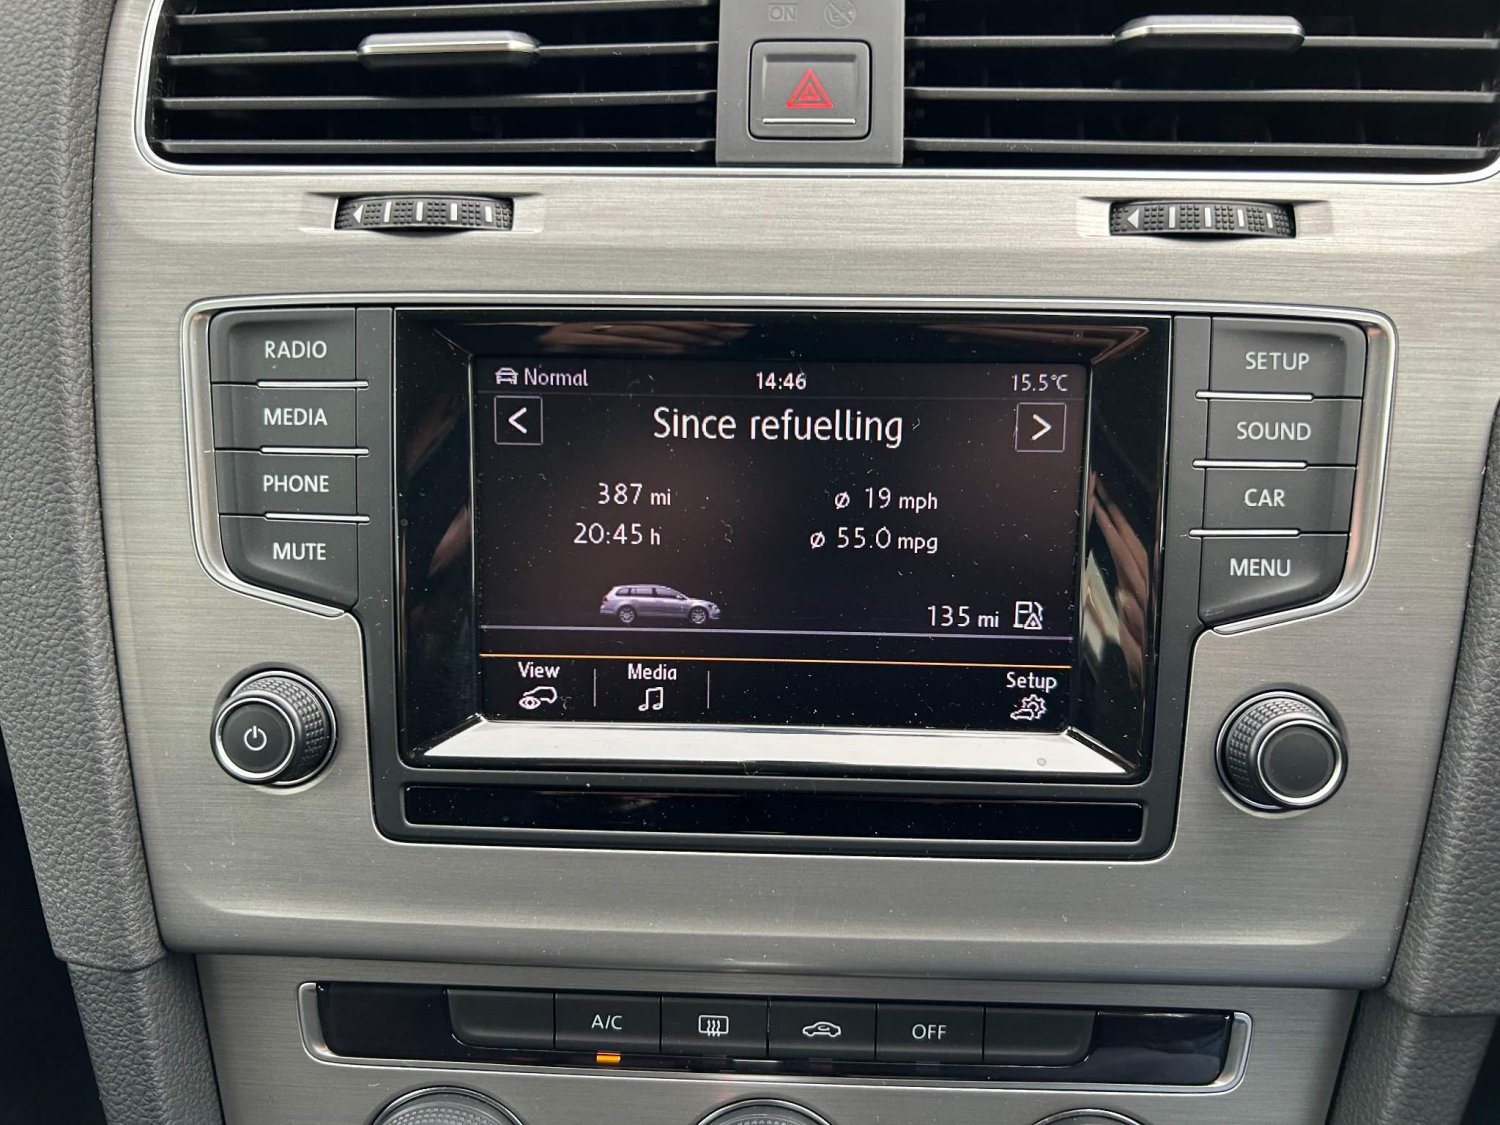 ON
RADIO
MEDIA
PHONE
MUTE
Normal
14:46
15.5°C
<
Since refuelling
>
387 mi
ø 19 mph
20:45 h
ø 55.0 mpg
135 mi
View
Media
Setup
SETUP
SOUND
CAR
MENU
A/C
OFF